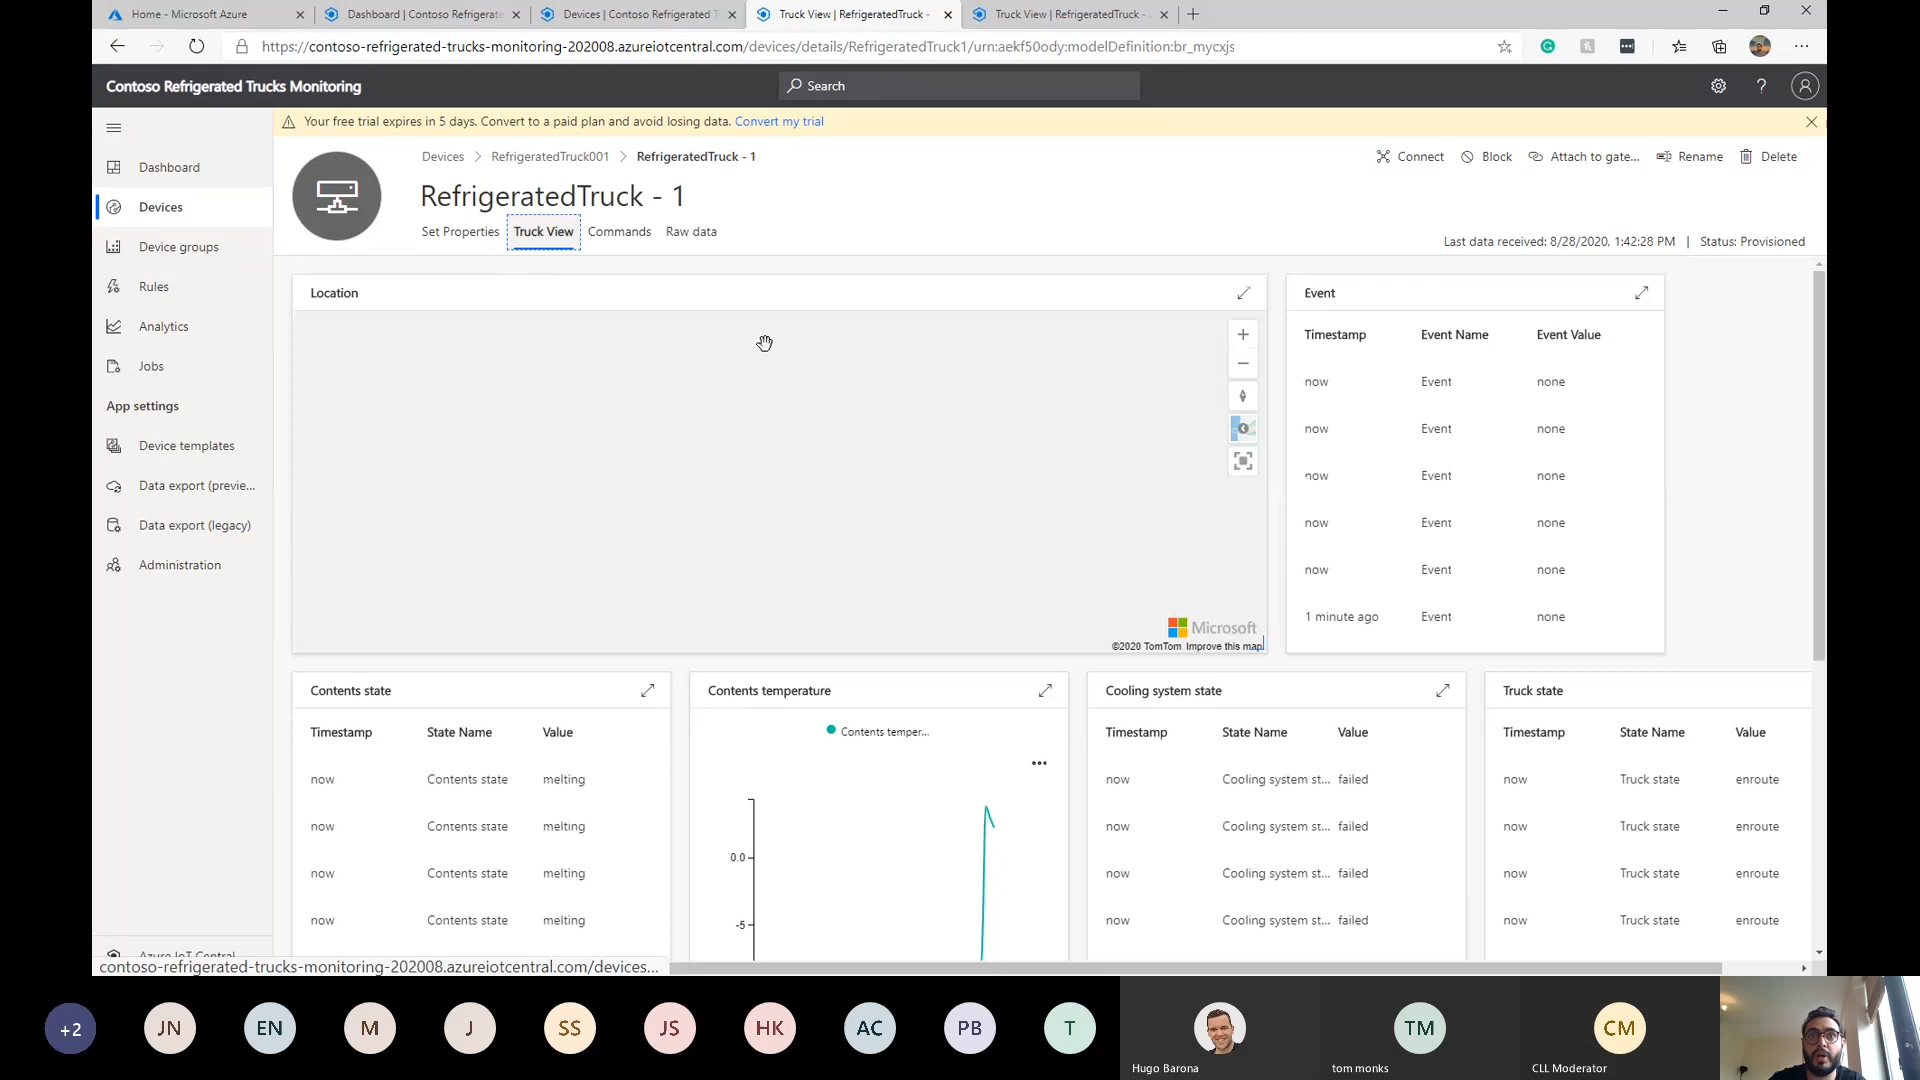 Home - Microsoft Azure
Dashboard | Contoso Refrigerate
Devices | Contoso Refrigerated T
Truck View | RefrigeratedTruck -
Truck View | RefrigeratedTruck -
https://contoso-refrigerated-trucks-monitoring-202008.azureiotcentral.com/devices/details/RefrigeratedTruck1/urn:aekf50ody:modelDefinition:br_mycxjs
Contoso Refrigerated Trucks Monitoring
Search
Your free trial expires in 5 days. Convert to a paid plan and avoid losing data. Convert my trial
Dashboard
Devices
Device groups
Rules
Analytics
Jobs
App settings
Device templates
Data export (previe...
Data export (legacy)
Administration
Azure IoT Central
Devices > RefrigeratedTruck001 > RefrigeratedTruck - 1
Connect
Block
Attach to gate...
Rename
Delete
RefrigeratedTruck - 1
Set Properties
Truck View
Commands
Raw data
Last data received: 8/28/2020, 1:42:28 PM | Status: Provisioned
Location
Microsoft
©2020 TomTom Improve this map
Event
Timestamp Event Name Event Value
now Event none
now Event none
now Event none
now Event none
now Event none
1 minute ago Event none
Contents state
Timestamp State Name Value
now Contents state melting
now Contents state melting
now Contents state melting
now Contents state melting
Contents temperature
Contents temper...
0.0
-5
Cooling system state
Timestamp State Name Value
now Cooling system st... failed
now Cooling system st... failed
now Cooling system st... failed
now Cooling system st... failed
Truck state
Timestamp State Name Value
now Truck state enroute
now Truck state enroute
now Truck state enroute
now Truck state enroute
contoso-refrigerated-trucks-monitoring-202008.azureiotcentral.com/devices...
+2
JN
EN
M
J
SS
JS
HK
AC
PB
T
Hugo Barona
TM
tom monks
CM
CLL Moderator